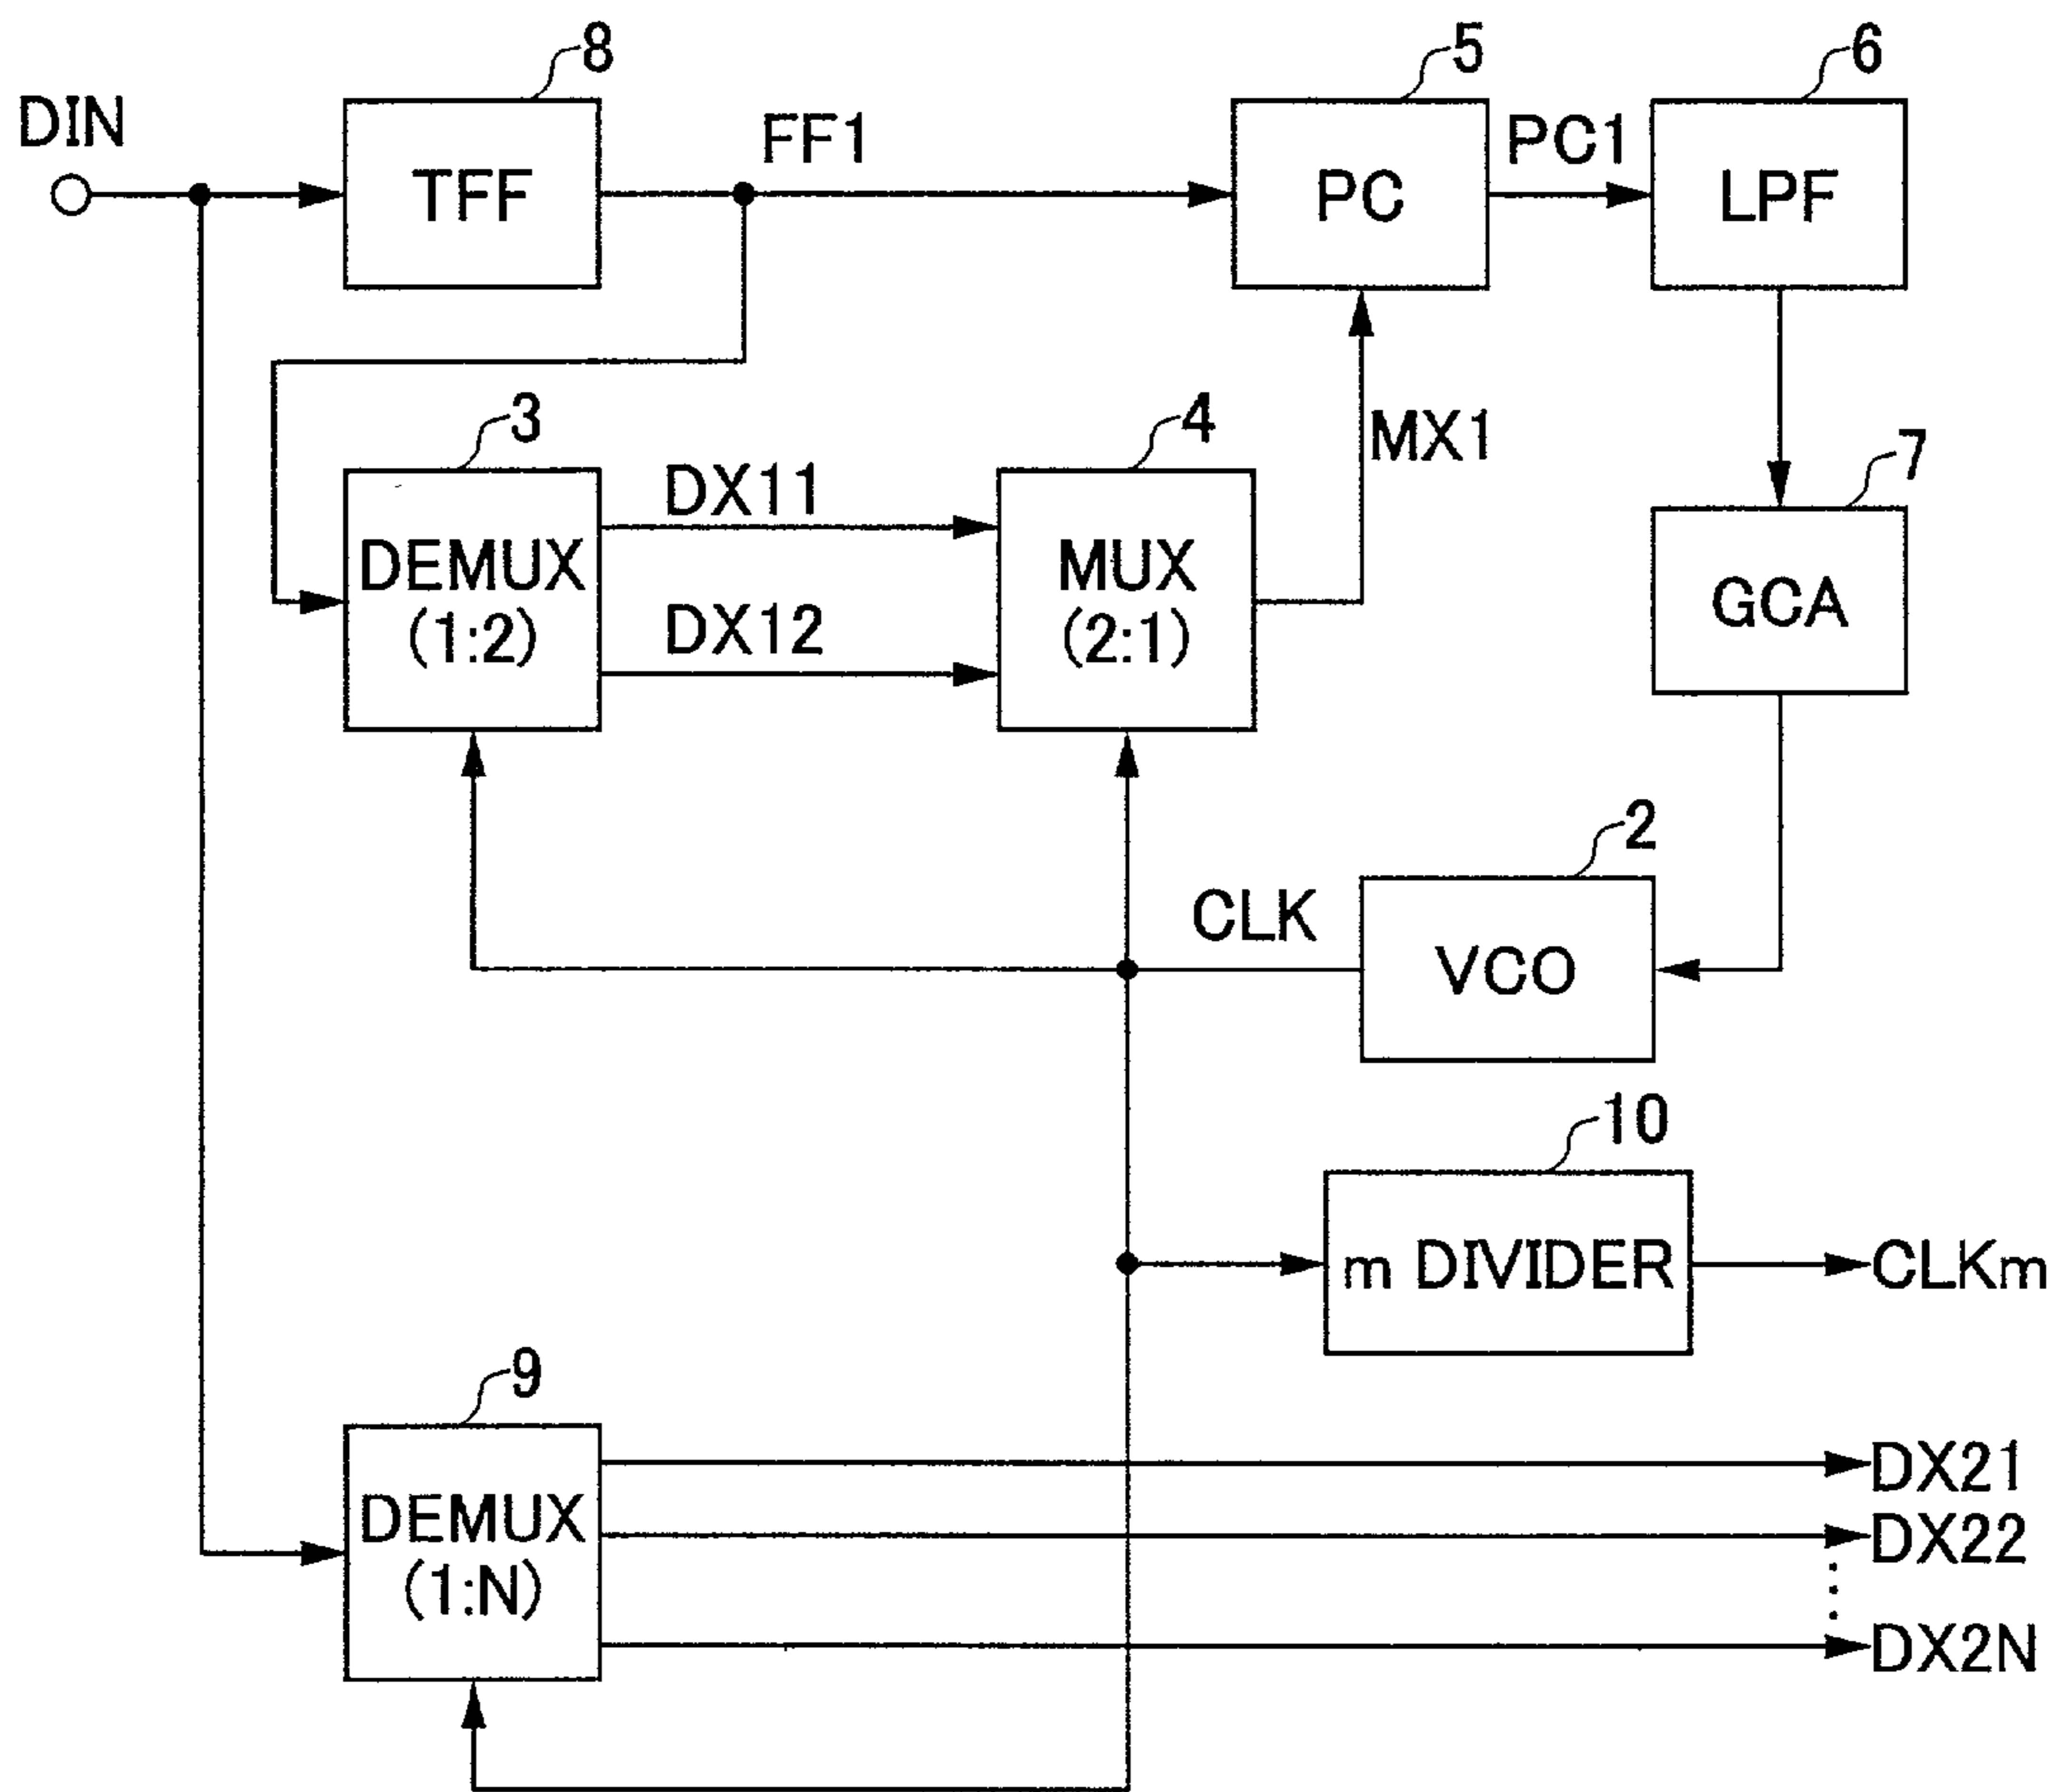 8
5
6
DIN
TFF
FF1
PC
PC1
LPF
3
4
MX1
7
DEMUX
(1:2)
DX11
DX12
MUX
(2:1)
GCA
2
CLK
VCO
10
m DIVIDER
CLKm
9
DEMUX
(1:N)
DX21
DX22
⋮
DX2N